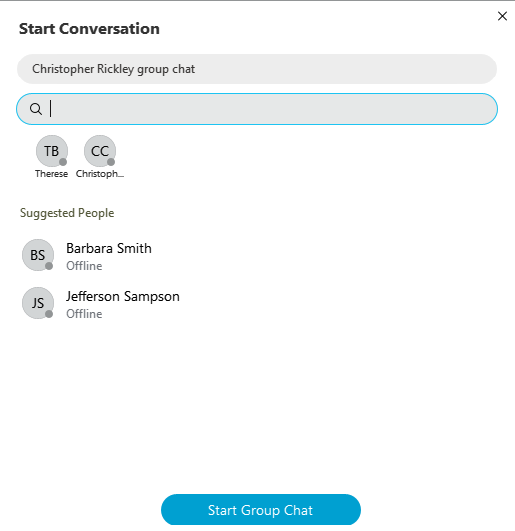 Start Conversation
Christopher Rickley group chat
TB CC
Therese Christoph...
Suggested People
BS Barbara Smith
Offline
JS Jefferson Sampson
Offline
Start Group Chat